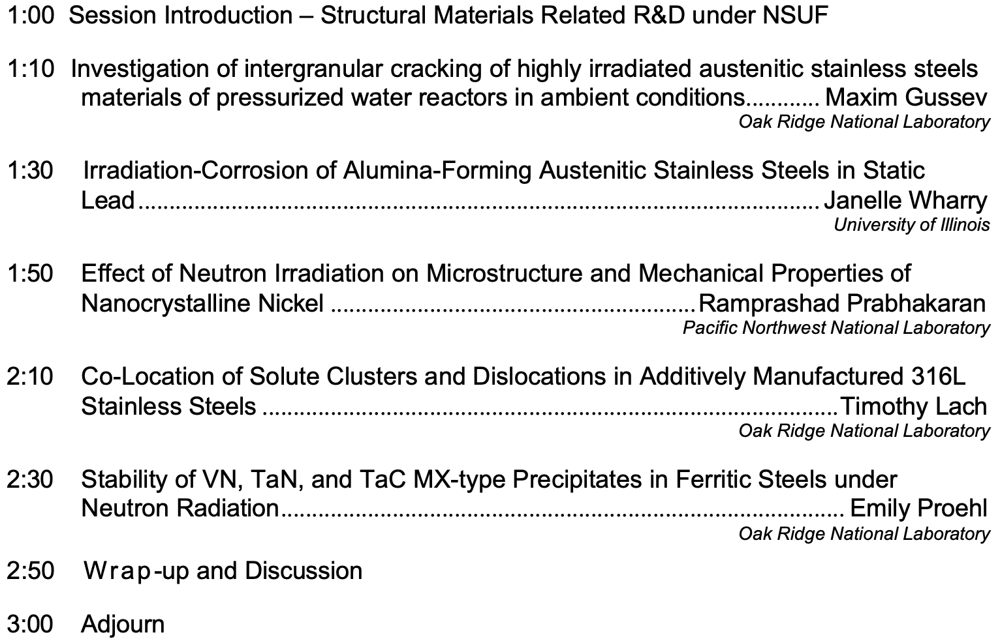 1:00 Session Introduction – Structural Materials Related R&D under NSUF
1:10 Investigation of intergranular cracking of highly irradiated austenitic stainless steels
materials of pressurized water reactors in ambient conditions............ Maxim Gussev
Oak Ridge National Laboratory
1:30 Irradiation-Corrosion of Alumina-Forming Austenitic Stainless Steels in Static
Lead.............................................................................................................. Janelle Wharry
University of Illinois
1:50 Effect of Neutron Irradiation on Microstructure and Mechanical Properties of
Nanocrystalline Nickel ...........................................................Ramprashad Prabhakaran
Pacific Northwest National Laboratory
2:10 Co-Location of Solute Clusters and Dislocations in Additively Manufactured 316L
Stainless Steels .............................................................................................Timothy Lach
Oak Ridge National Laboratory
2:30 Stability of VN, TaN, and TaC MX-type Precipitates in Ferritic Steels under
Neutron Radiation........................................................................................... Emily Proehl
Oak Ridge National Laboratory
2:50 Wrap-up and Discussion
3:00 Adjourn